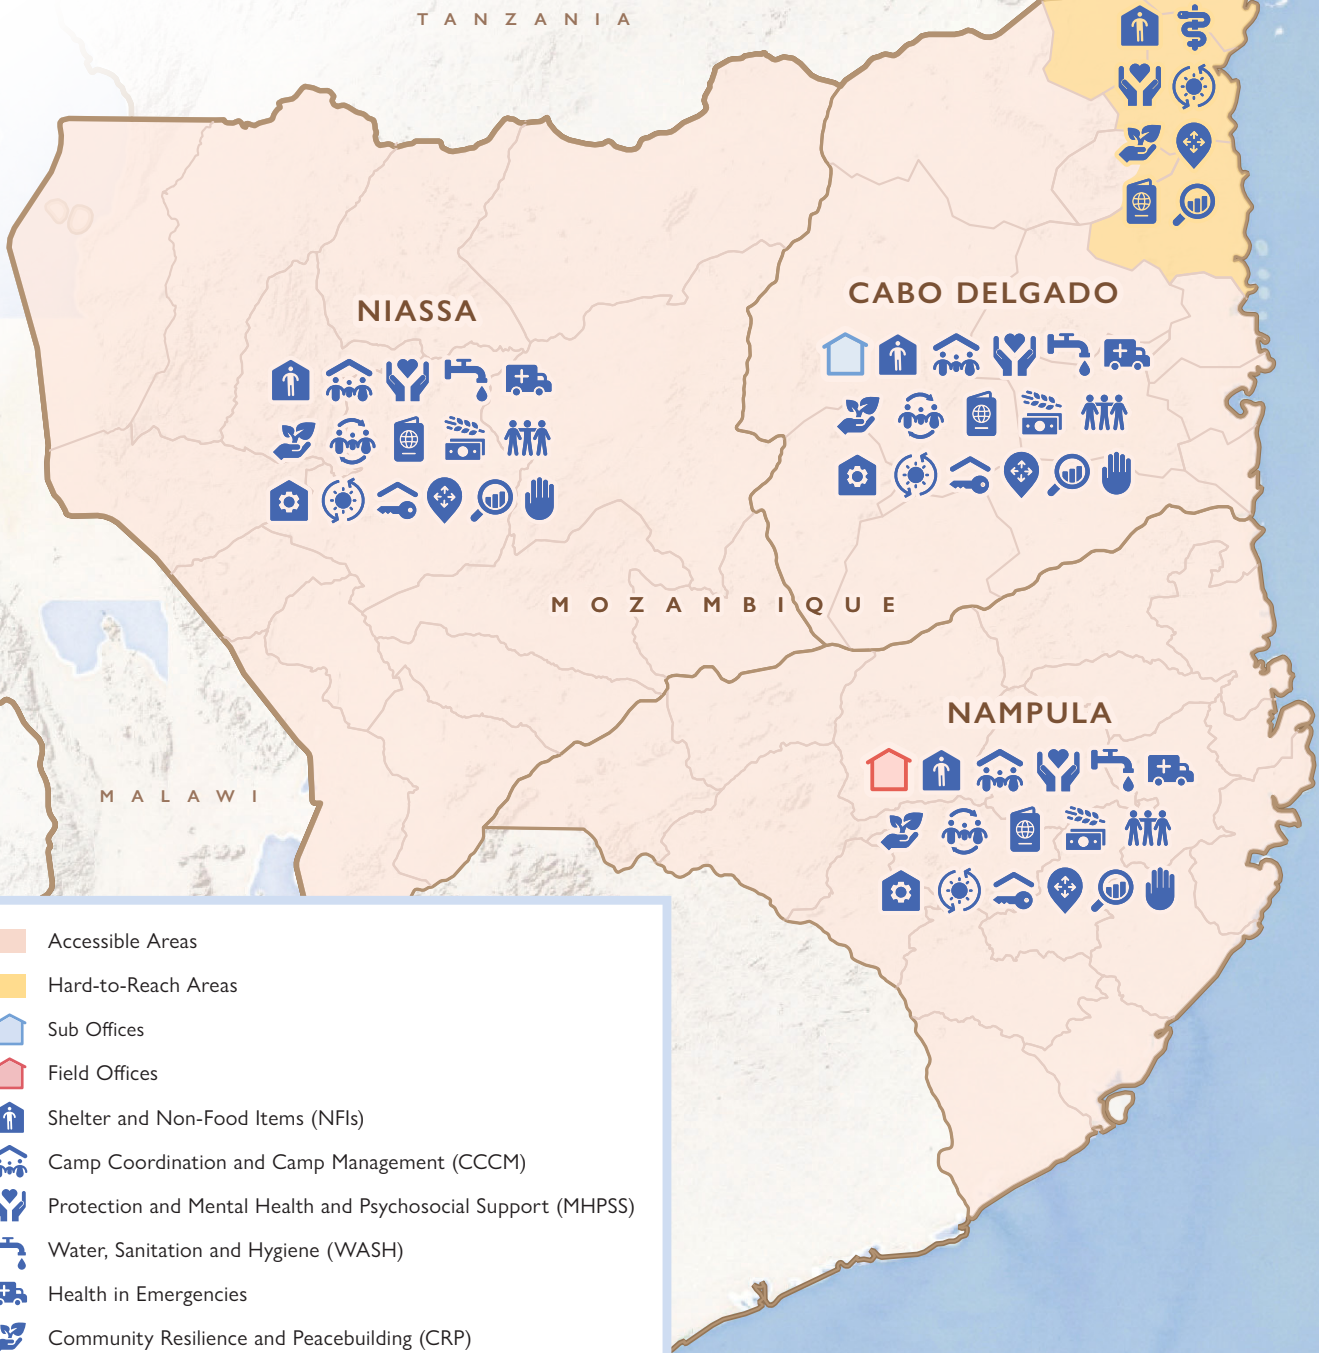 TANZANIA
NIASSA
CABO DELGADO
MOZAMBIQUE
NAMPULA
MALAWI
Accessible Areas
Hard-to-Reach Areas
Sub Offices
Field Offices
Shelter and Non-Food Items (NFIs)
Camp Coordination and Camp Management (CCCM)
Protection and Mental Health and Psychosocial Support (MHPSS)
Water, Sanitation and Hygiene (WASH)
Health in Emergencies
Community Resilience and Peacebuilding (CRP)